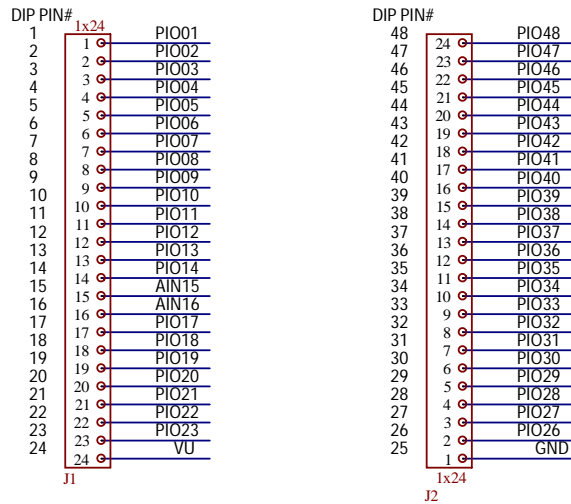 DIP PIN# 1x24
1 1 PIO01
2 2 PIO02
3 3 PIO03
4 4 PIO04
5 5 PIO05
6 6 PIO06
7 7 PIO07
8 8 PIO08
9 9 PIO09
10 10 PIO10
11 11 PIO11
12 12 PIO12
13 13 PIO13
14 14 PIO14
15 15 AIN15
16 16 AIN16
17 17 PIO17
18 18 PIO18
19 19 PIO19
20 20 PIO20
21 21 PIO21
22 22 PIO22
23 23 PIO23
24 24 VU
J1
DIP PIN#
48 24 PIO48
47 23 PIO47
46 22 PIO46
45 21 PIO45
44 20 PIO44
43 19 PIO43
42 18 PIO42
41 17 PIO41
40 16 PIO40
39 15 PIO39
38 14 PIO38
37 13 PIO37
36 12 PIO36
35 11 PIO35
34 10 PIO34
33 9 PIO33
32 8 PIO32
31 7 PIO31
30 6 PIO30
29 5 PIO29
28 4 PIO28
27 3 PIO27
26 2 PIO26
25 1 GND
1x24
J2